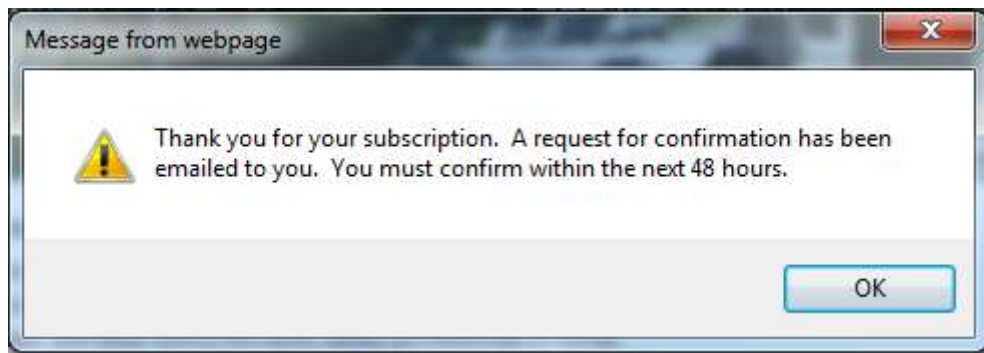 Message from webpage
Thank you for your subscription.  A request for confirmation has been
emailed to you.  You must confirm within the next 48 hours.
OK